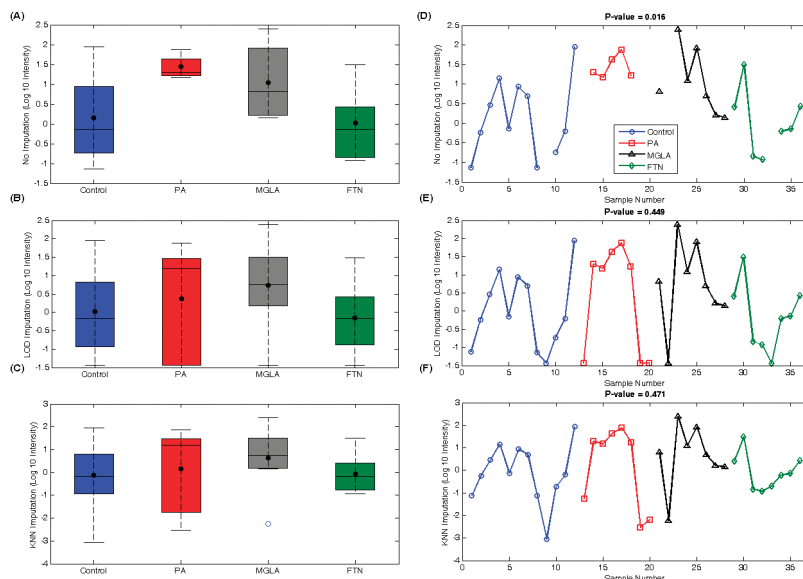 (A)
No Imputation (Log 10 Intensity)
2.5
2
1.5
1
0.5
0
-0.5
-1
-1.5
Control
PA
MGLA
FTN
(D)
P-value = 0.016
No Imputation (Log 10 Intensity)
2.5
2
1.5
1
0.5
0
-0.5
-1
-1.5
Control
PA
MGLA
FTN
0
5
10
15
20
25
30
35
Sample Number
(B)
LOD Imputation (Log 10 Intensity)
2.5
2
1.5
1
0.5
0
-0.5
-1
-1.5
Control
PA
MGLA
FTN
(E)
P-value = 0.449
LOD Imputation (Log 10 Intensity)
2.5
2
1.5
1
0.5
0
-0.5
-1
-1.5
0
5
10
15
20
25
30
35
Sample Number
(C)
KNN Imputation (Log 10 Intensity)
3
2
1
0
-1
-2
-3
-4
Control
PA
MGLA
FTN
(F)
P-value = 0.471
KNN Imputation (Log 10 Intensity)
3
2
1
0
-1
-2
-3
-4
0
5
10
15
20
25
30
35
Sample Number